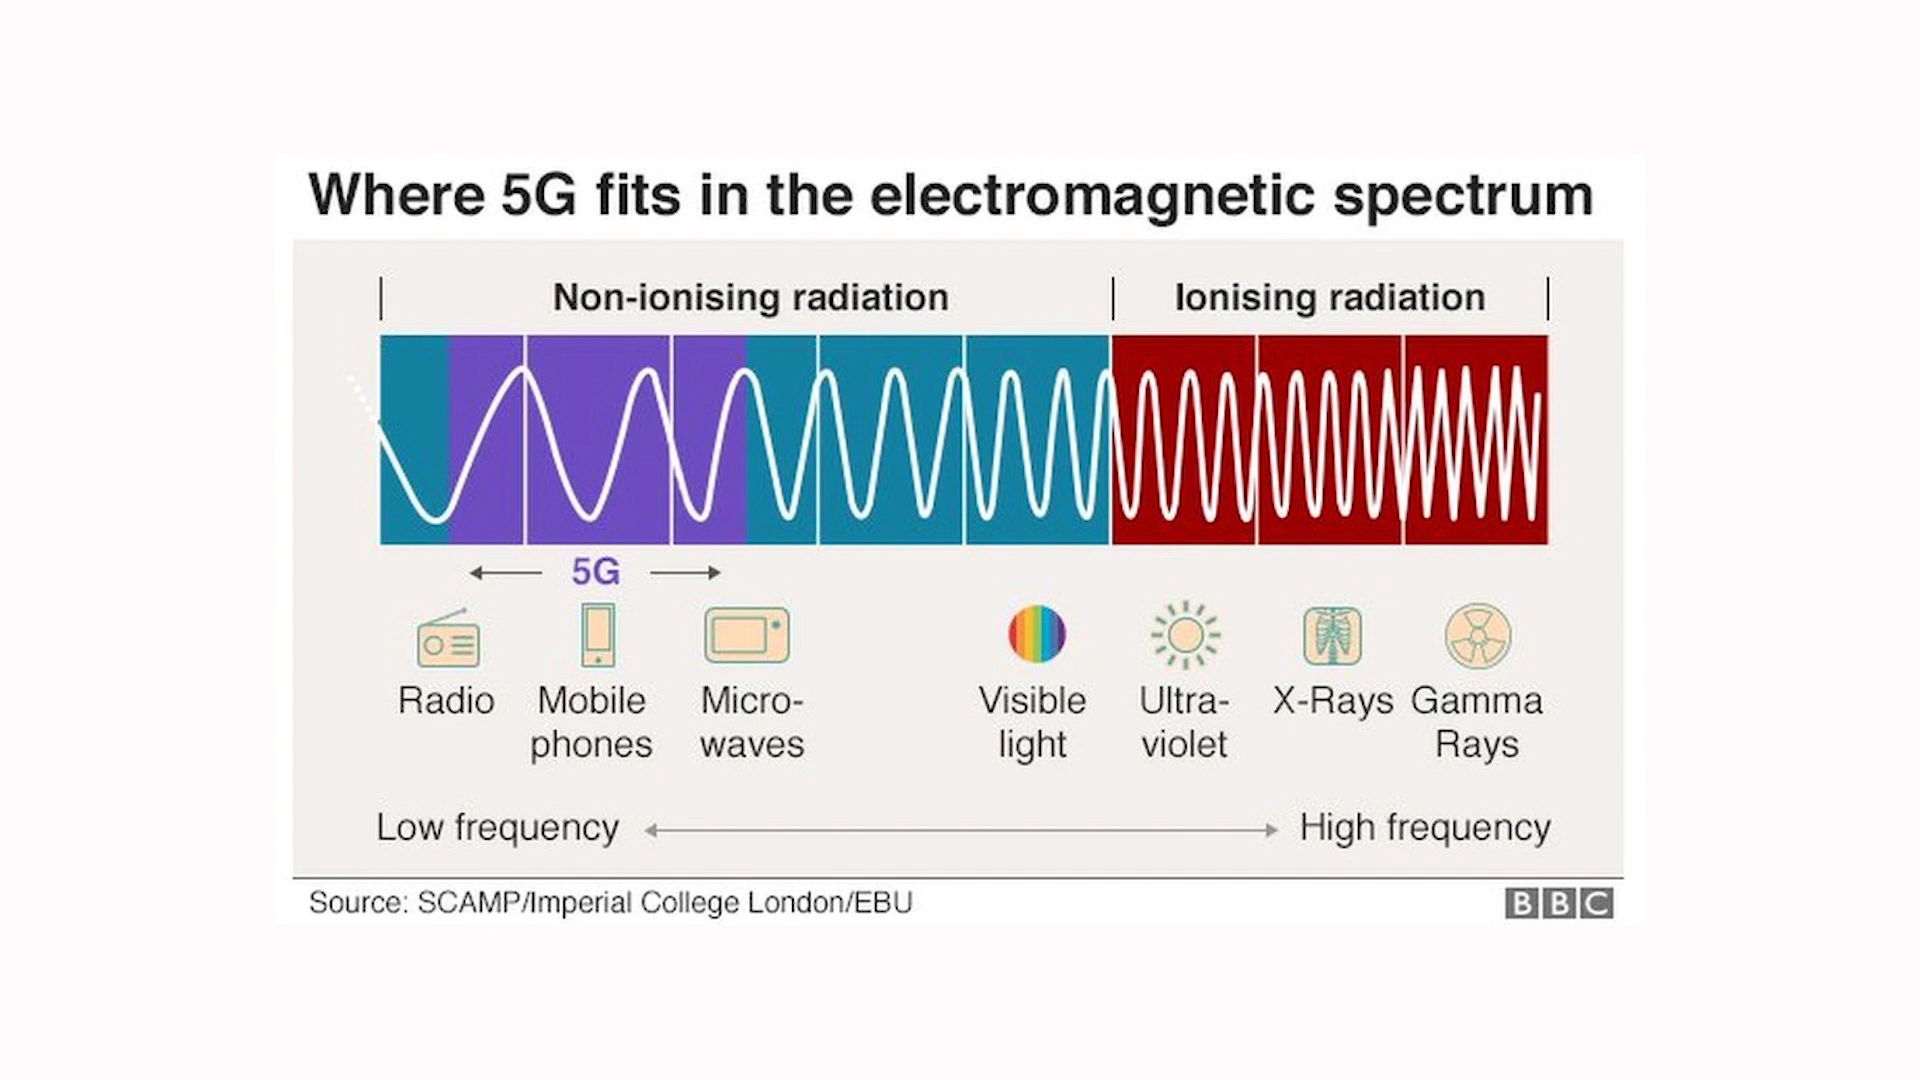 Where 5G fits in the electromagnetic spectrum
Non-ionising radiation
Ionising radiation
5G
Radio
Mobile
phones
Micro-
waves
Visible
light
Ultra-
violet
X-Rays
Gamma
Rays
Low frequency
High frequency
Source: SCAMP/Imperial College London/EBU
BBC